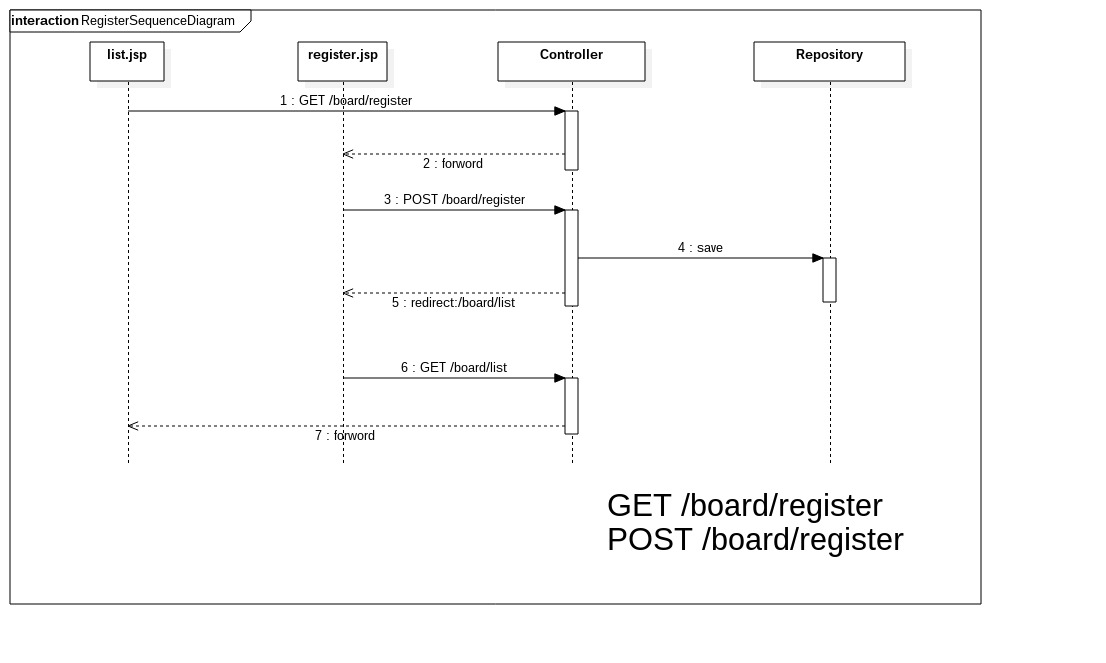 interaction RegisterSequenceDiagram
list.jsp
register.jsp
Controller
Repository
1 : GET /board/register
2 : forword
3 : POST /board/register
4 : save
5 : redirect:/board/list
6 : GET /board/list
7 : forword
GET /board/register
POST /board/register